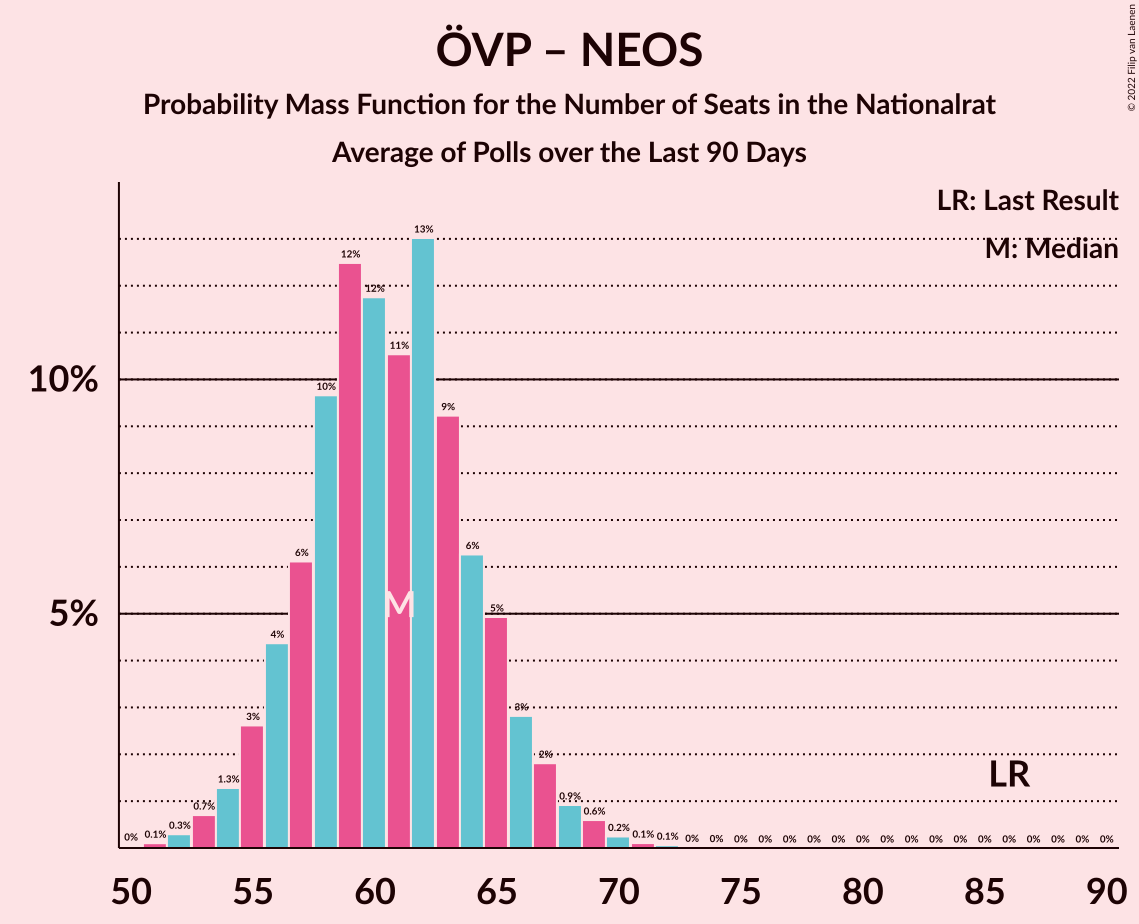 ÖVP – NEOS
Probability Mass Function for the Number of Seats in the Nationalrat
Average of Polls over the Last 90 Days
© 2022 Filip van Laenen
LR: Last Result
M: Median
10%
5%
0% 0.1% 0.3% 0.7% 1.3% 3% 4% 6% 10% 12% 12% 11% 13% 9% 6% 5% 3% 2% 0.9% 0.6% 0.2% 0.1% 0.1% 0% 0% 0% 0% 0% 0% 0% 0% 0% 0% 0% 0% 0% 0% 0% 0% 0% 0%
M
LR
50 55 60 65 70 75 80 85 90